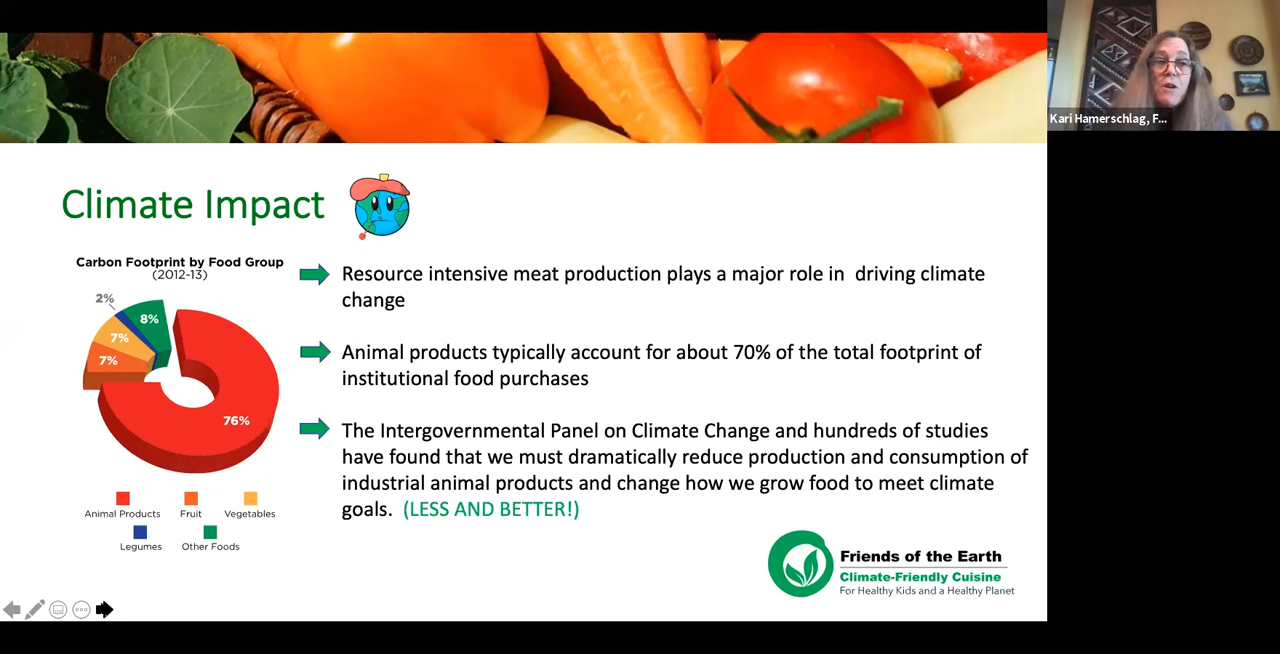 Kari Hamerschlag, F...
Climate Impact
Carbon Footprint by Food Group
(2012-13)
2%
8%
7%
7%
76%
Animal Products
Fruit
Vegetables
Legumes
Other Foods
Resource intensive meat production plays a major role in  driving climate
change
Animal products typically account for about 70% of the total footprint of
institutional food purchases
The Intergovernmental Panel on Climate Change and hundreds of studies
have found that we must dramatically reduce production and consumption of
industrial animal products and change how we grow food to meet climate
goals.  (LESS AND BETTER!)
Friends of the Earth
Climate-Friendly Cuisine
For Healthy Kids and a Healthy Planet